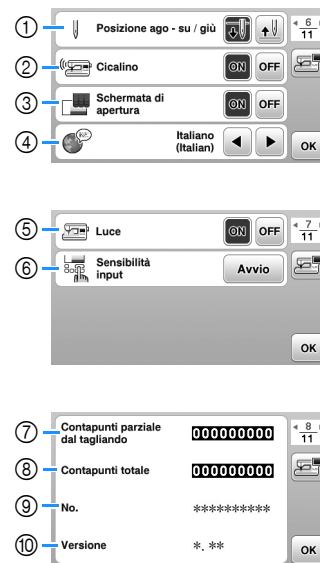 ① Posizione ago - su / giù
6
11
② Cicalino ON OFF
③ Schermata di
apertura ON OFF
④ Italiano
(Italian) OK
7
11
⑤ Luce ON OFF
⑥ Sensibilità
input Avvio
OK
8
11
⑦ Contapunti parziale
dal tagliando 000000000
⑧ Contapunti totale 000000000
⑨ No. **********
⑩ Versione *. **
OK